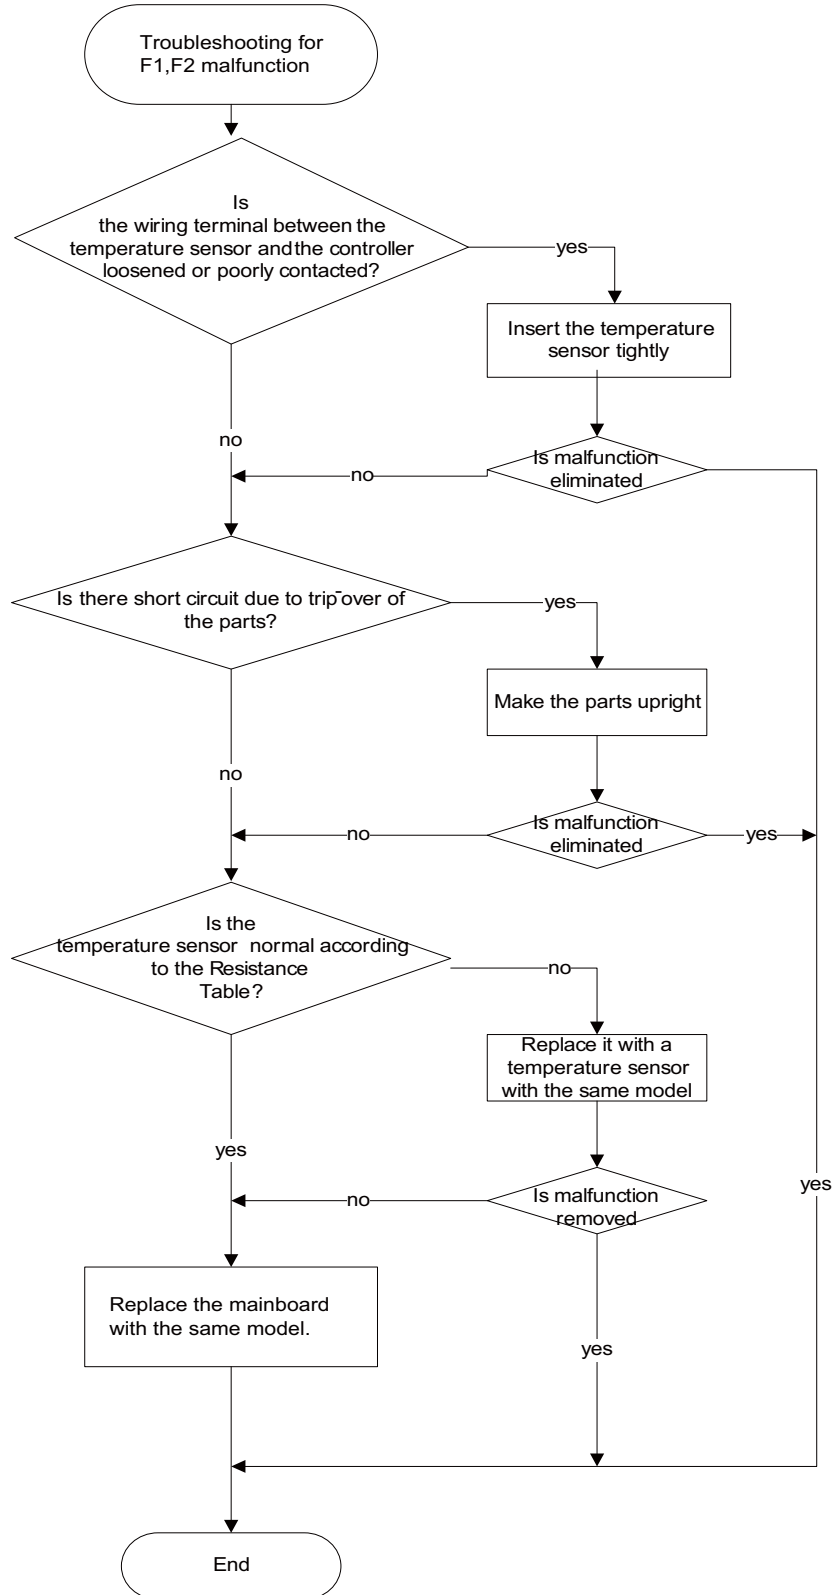 Troubleshooting for
F1,F2 malfunction
Is
the wiring terminal between the
temperature sensor and the controller
loosened or poorly contacted?
yes
Insert the temperature
sensor tightly
no
Is malfunction
eliminated
no
Is there short circuit due to trip-over of
the parts?
yes
Make the parts upright
no
Is malfunction
eliminated
no
yes
Is the
temperature sensor normal according
to the Resistance
Table?
no
Replace it with a
temperature sensor
with the same model
yes
Is malfunction
removed
no
yes
Replace the mainboard
with the same model.
yes
End